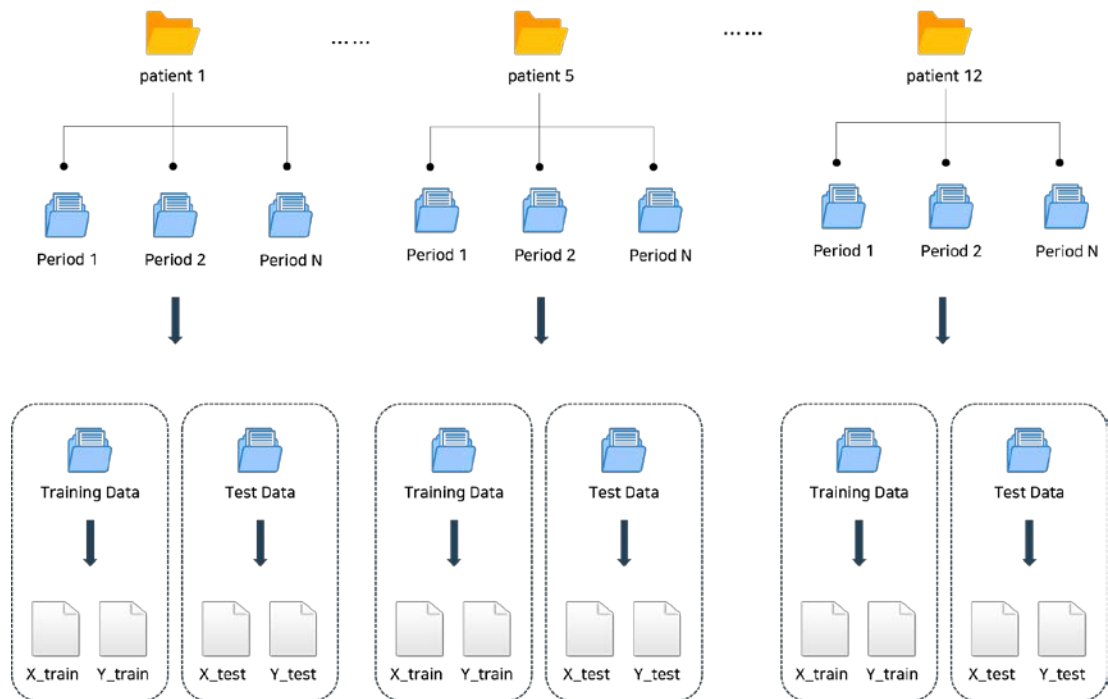 ...... ......
patient 1 patient 5 patient 12
Period 1 Period 2 Period N Period 1 Period 2 Period N Period 1 Period 2 Period N
Training Data Test Data Training Data Test Data Training Data Test Data
X_train Y_train X_test Y_test X_train Y_train X_test Y_test X_train Y_train X_test Y_test